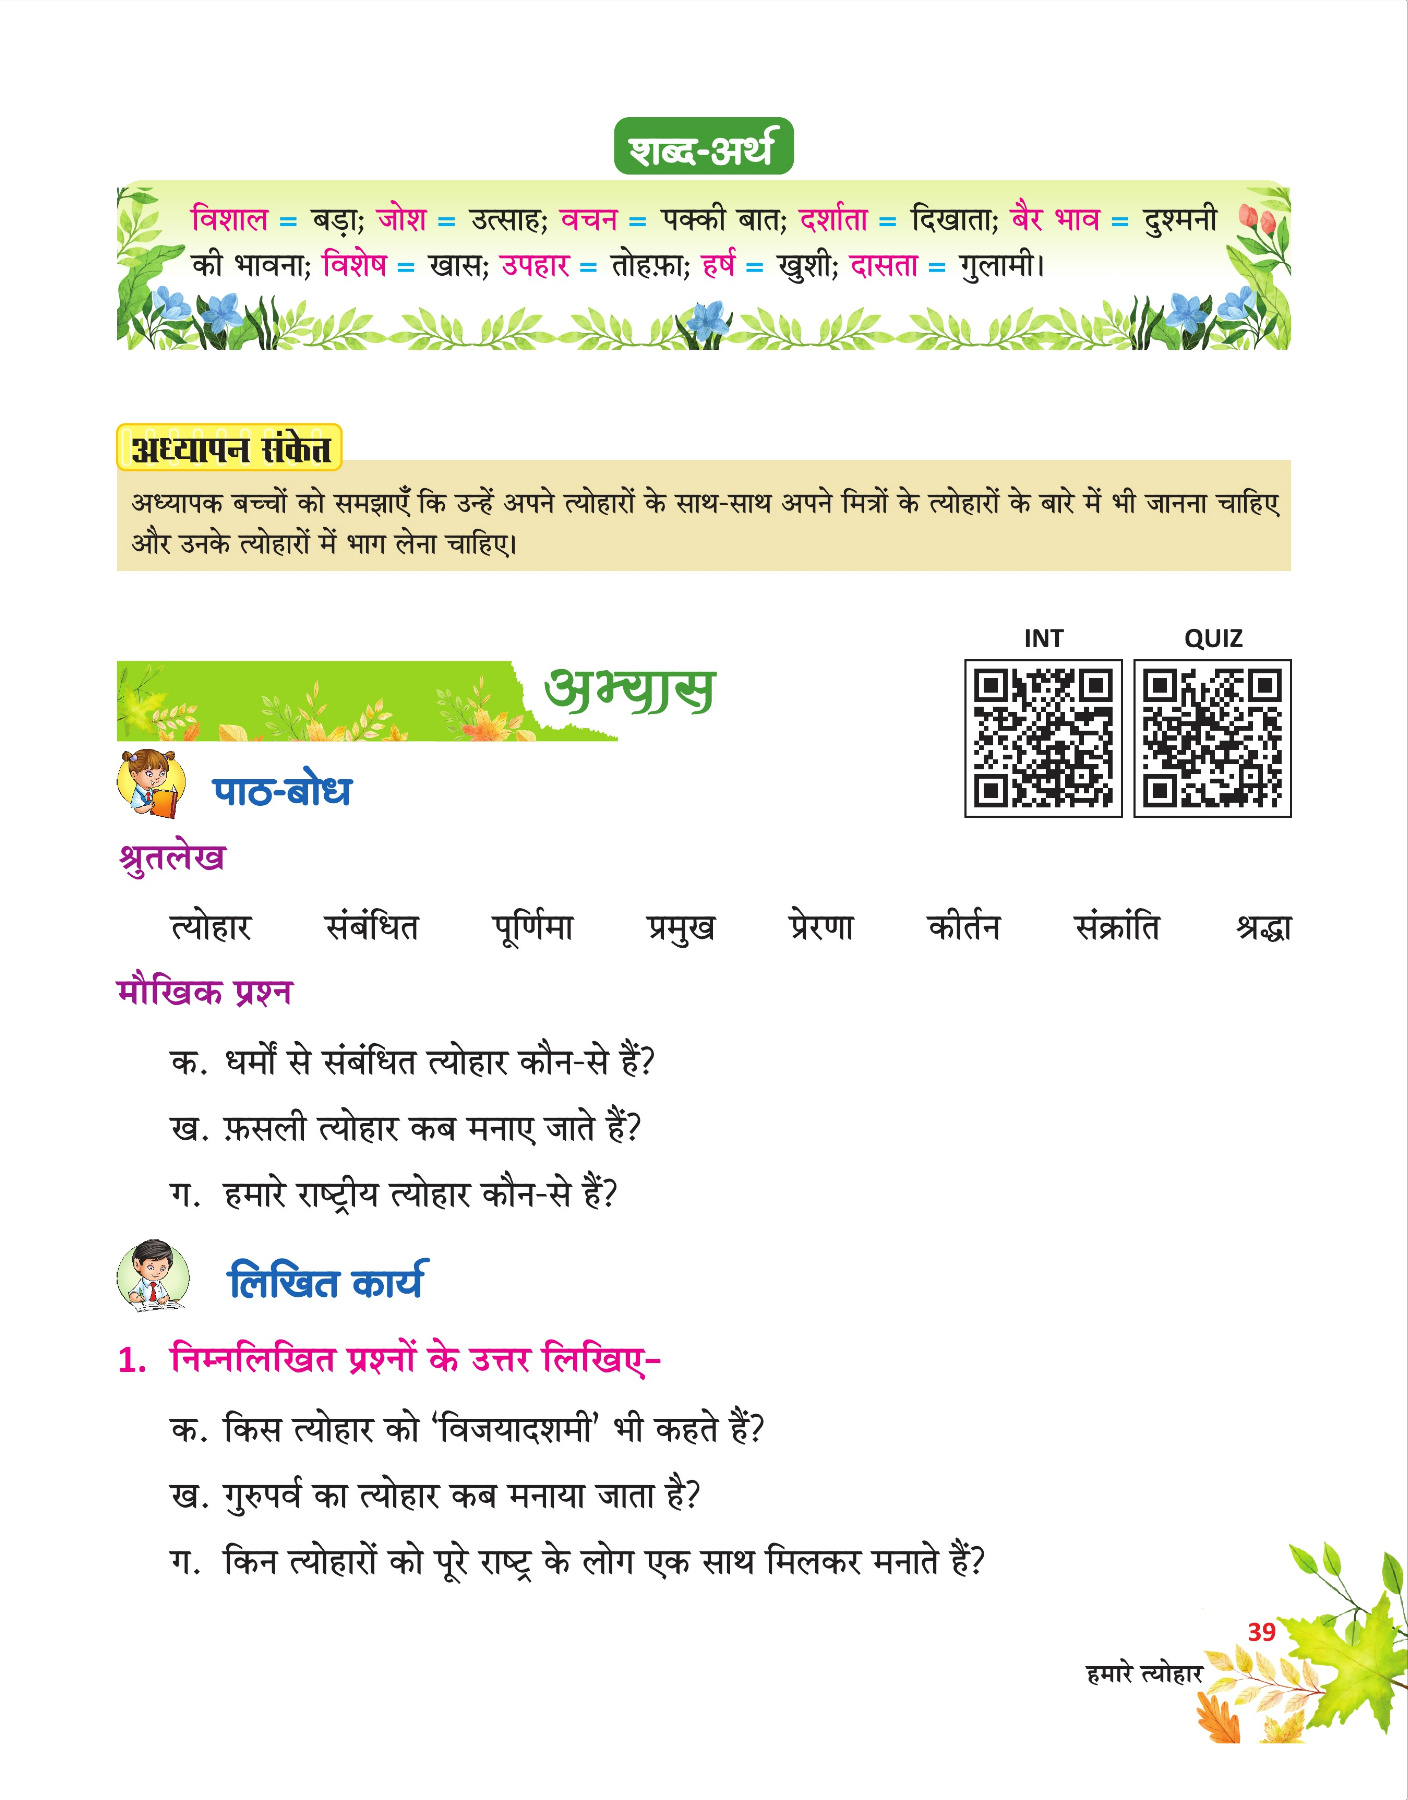 शब्द-अर्थ
विशाल = बड़ा; जोश = उत्साह; वचन = पक्की बात; दर्शाता = दिखाता; बैर भाव = दुश्मनी
की भावना; विशेष = खास; उपहार = तोहफ़ा; हर्ष = खुशी; दासता = गुलामी।
अध्यापन संकेत
अध्यापक बच्चों को समझाएँ कि उन्हें अपने त्योहारों के साथ-साथ अपने मित्रों के त्योहारों के बारे में भी जानना चाहिए
और उनके त्योहारों में भाग लेना चाहिए।
INT QUIZ
अभ्यास
पाठ-बोध
श्रुतलेख
त्योहार संबंधित पूर्णिमा प्रमुख प्रेरणा कीर्तन संक्रांति श्रद्धा
मौखिक प्रश्न
क. धर्मों से संबंधित त्योहार कौन-से हैं?
ख. फ़सली त्योहार कब मनाए जाते हैं?
ग. हमारे राष्ट्रीय त्योहार कौन-से हैं?
लिखित कार्य
1. निम्नलिखित प्रश्नों के उत्तर लिखिए–
क. किस त्योहार को ‘विजयादशमी’ भी कहते हैं?
ख. गुरुपर्व का त्योहार कब मनाया जाता है?
ग. किन त्योहारों को पूरे राष्ट्र के लोग एक साथ मिलकर मनाते हैं?
39
हमारे त्योहार